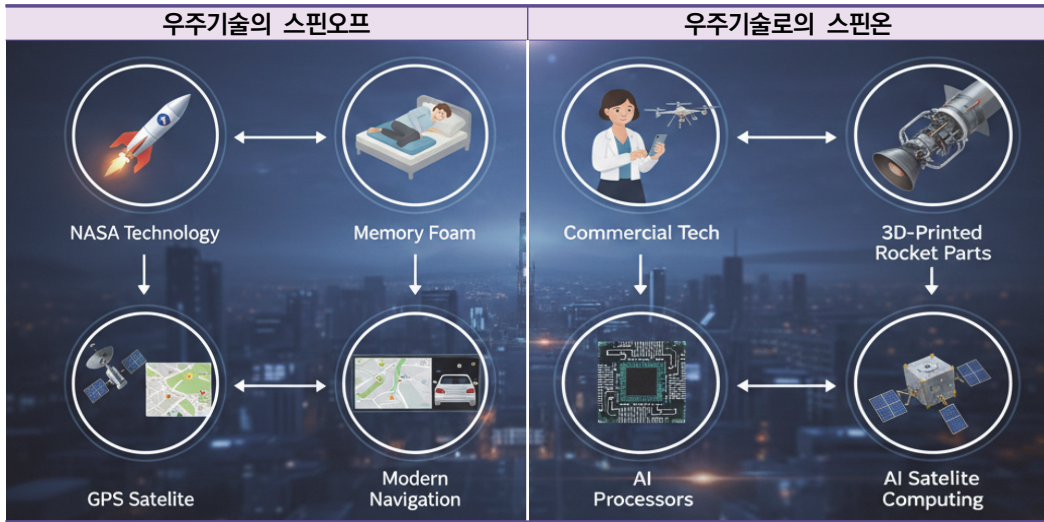 우주기술의 스핀오프
우주기술로의 스핀온
NASA Technology
Memory Foam
Commercial Tech
3D-Printed
Rocket Parts
GPS Satelite
Modern
Navigation
AI
Processors
AI Satelite
Computing